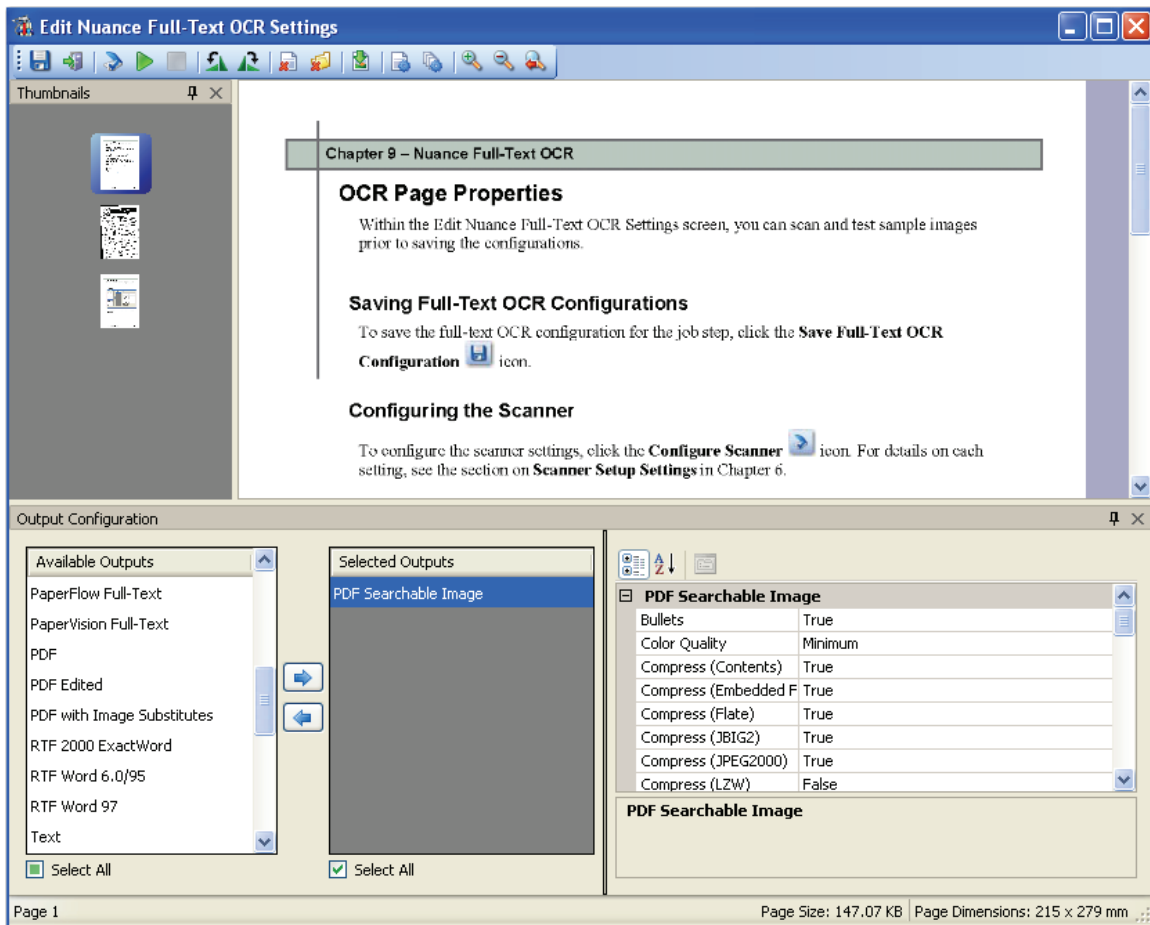 Edit Nuance Full-Text OCR Settings
Thumbnails
Chapter 9 – Nuance Full-Text OCR
OCR Page Properties
Within the Edit Nuance Full-Text OCR Settings screen, you can scan and test sample images
prior to saving the configurations.
Saving Full-Text OCR Configurations
To save the full-text OCR configuration for the job step, click the Save Full-Text OCR
Configuration icon.
Configuring the Scanner
To configure the scanner settings, click the Configure Scanner icon. For details on each
setting, see the section on Scanner Setup Settings in Chapter 6.
Output Configuration
Available Outputs
PaperFlow Full-Text
PaperVision Full-Text
PDF
PDF Edited
PDF with Image Substitutes
RTF 2000 ExactWord
RTF Word 6.0/95
RTF Word 97
Text
Select All
Selected Outputs
PDF Searchable Image
Select All
PDF Searchable Image
Bullets True
Color Quality Minimum
Compress (Contents) True
Compress (Embedded F True
Compress (Flate) True
Compress (JBIG2) True
Compress (JPEG2000) True
Compress (LZW) False
PDF Searchable Image
Page 1
Page Size: 147.07 KB
Page Dimensions: 215 x 279 mm